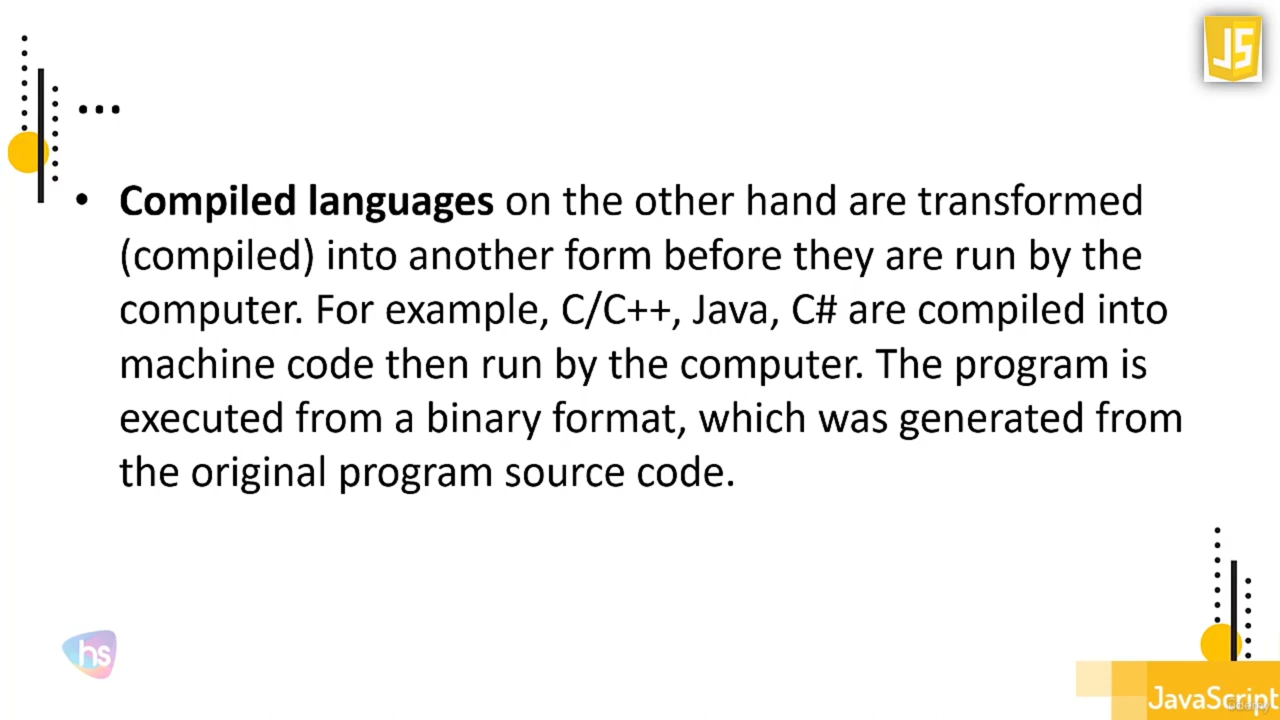 JS
...
• Compiled languages on the other hand are transformed
(compiled) into another form before they are run by the
computer. For example, C/C++, Java, C# are compiled into
machine code then run by the computer. The program is
executed from a binary format, which was generated from
the original program source code.
hs
JavaScript
Udemy